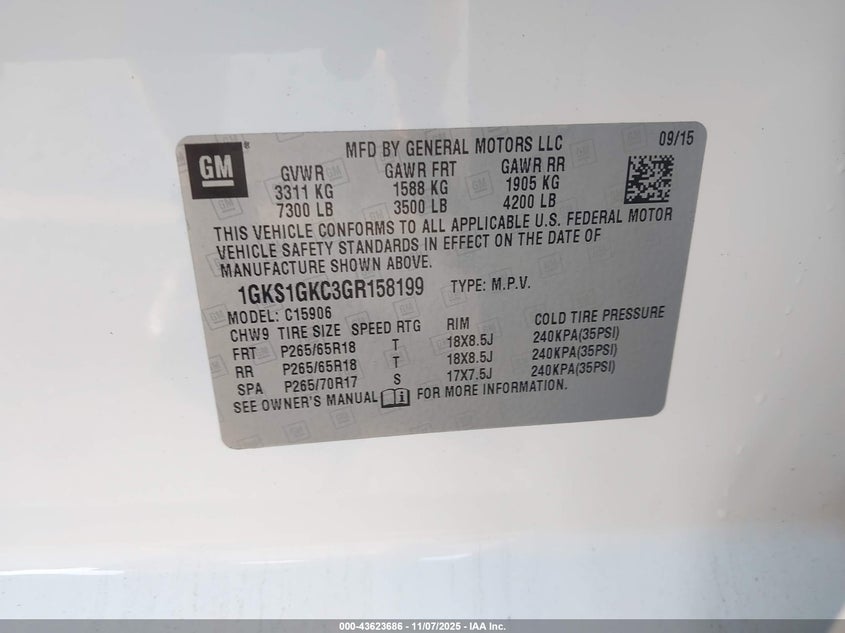 GM
MFD BY GENERAL MOTORS LLC
09/15
GVWR GAWR FRT GAWR RR
3311 KG 1588 KG 1905 KG
7300 LB 3500 LB 4200 LB
THIS VEHICLE CONFORMS TO ALL APPLICABLE U.S. FEDERAL MOTOR
VEHICLE SAFETY STANDARDS IN EFFECT ON THE DATE OF
MANUFACTURE SHOWN ABOVE.
1GKS1GKC3GR158199 TYPE: M.P.V.
MODEL: C15906
CHW9 TIRE SIZE SPEED RTG RIM COLD TIRE PRESSURE
FRT P265/65R18 T 18X8.5J 240KPA(35PSI)
RR P265/65R18 T 18X8.5J 240KPA(35PSI)
SPA P265/70R17 S 17X7.5J 240KPA(35PSI)
SEE OWNER'S MANUAL FOR MORE INFORMATION.
000-43623686 - 11/07/2025 - IAA Inc.